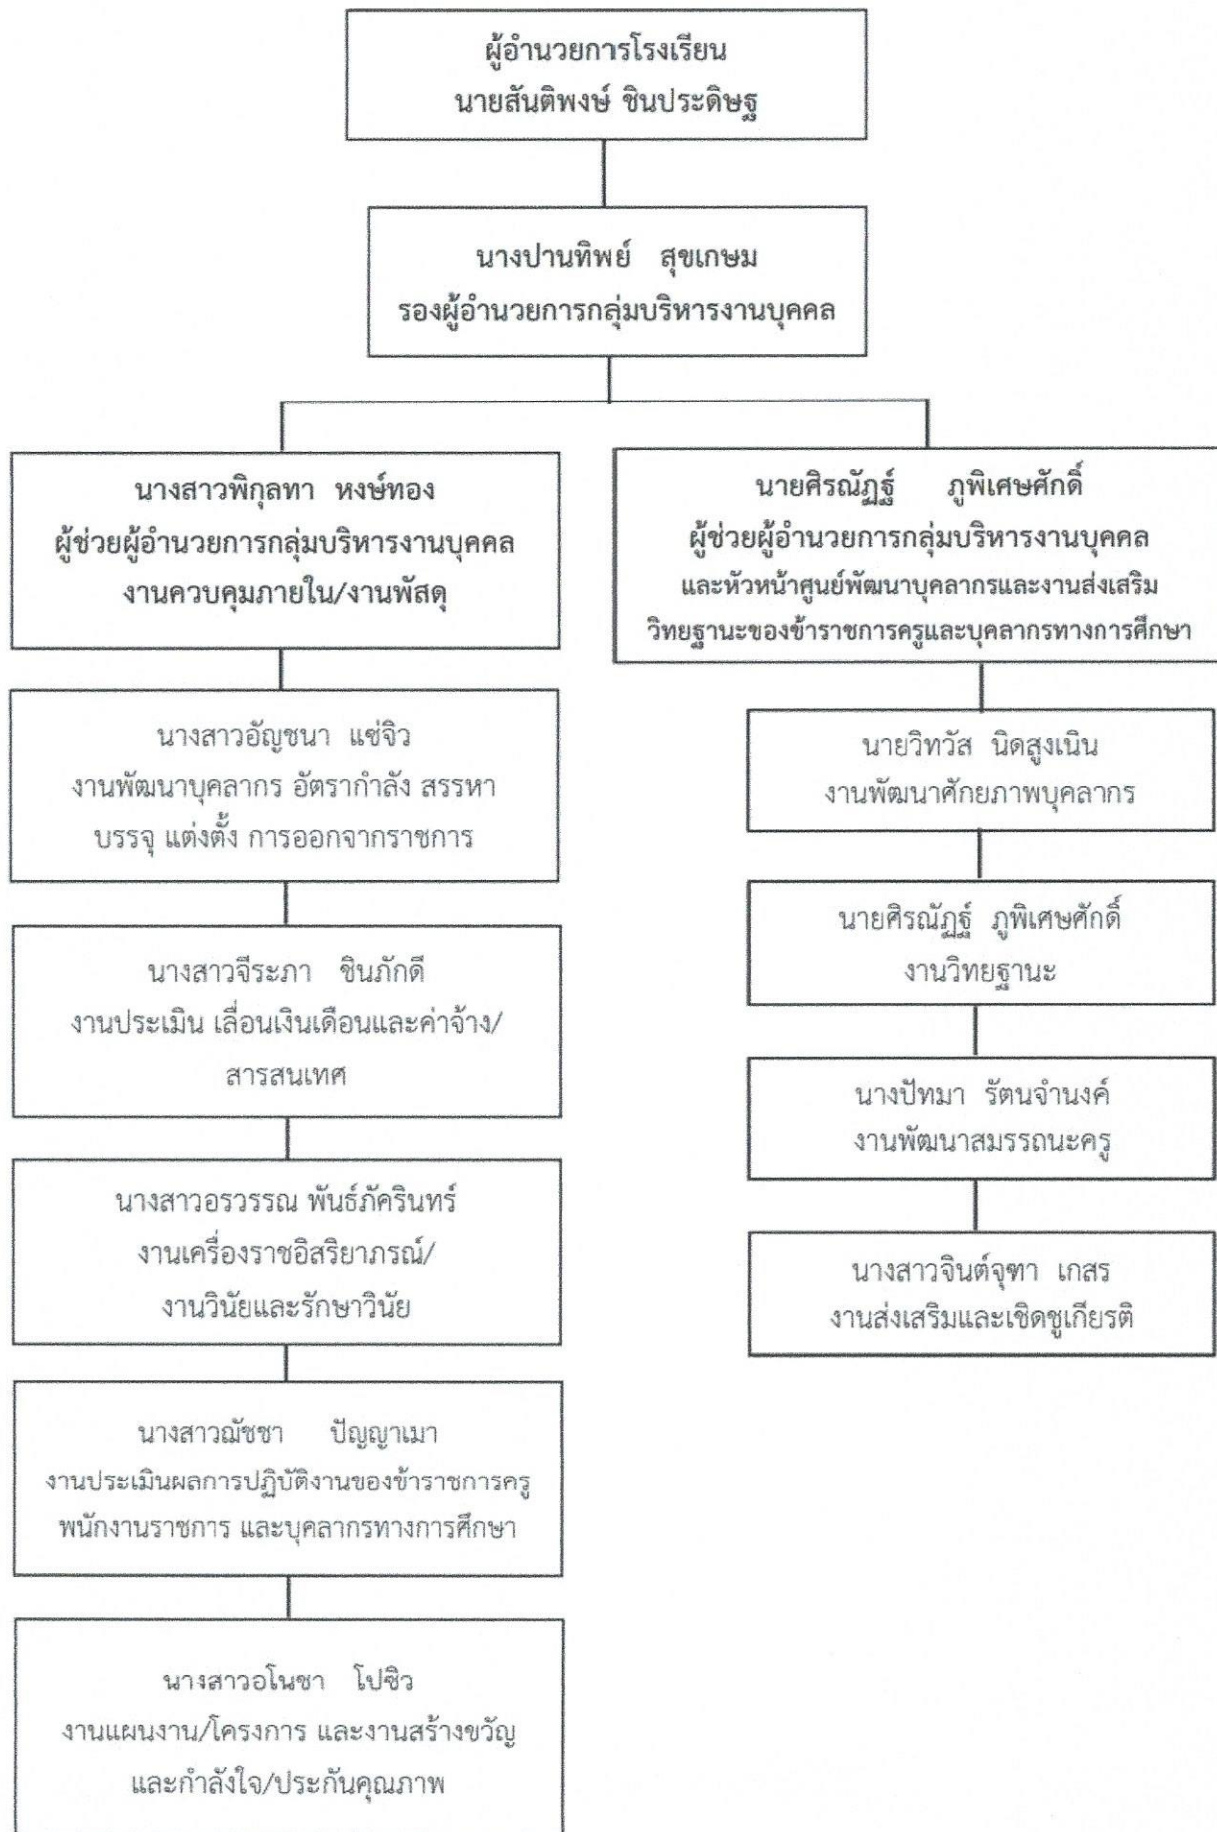 ผู้อำนวยการโรงเรียน
นายสันติพงษ์ ชินประดิษฐ
นางปานทิพย์ สุขเกษม
รองผู้อำนวยการกลุ่มบริหารงานบุคคล
นางสาวพิกุลทา หงษ์ทอง
ผู้ช่วยผู้อำนวยการกลุ่มบริหารงานบุคคล
งานควบคุมภายใน/งานพัสดุ
นางสาวอัญชนา แซ่จิว
งานพัฒนาบุคลากร อัตรากำลัง สรรหา
บรรจุ แต่งตั้ง การออกจากราชการ
นางสาวจีระภา ชินภักดี
งานประเมิน เลื่อนเงินเดือนและค่าจ้าง/
สารสนเทศ
นางสาวอรวรรณ พันธ์ภัครินทร์
งานเครื่องราชอิสริยาภรณ์/
งานวินัยและรักษาวินัย
นางสาวณัชชา ปัญญาเมา
งานประเมินผลการปฏิบัติงานของข้าราชการครู
พนักงานราชการ และบุคลากรทางการศึกษา
นางสาวอโนชา โปซิว
งานแผนงาน/โครงการ และงานสร้างขวัญ
และกำลังใจ/ประกันคุณภาพ
นายศิรณัฏฐ์ ภูพิเศษศักดิ์
ผู้ช่วยผู้อำนวยการกลุ่มบริหารงานบุคคล
และหัวหน้าศูนย์พัฒนาบุคลากรและงานส่งเสริม
วิทยฐานะของข้าราชการครูและบุคลากรทางการศึกษา
นายวิทวัส นิดสูงเนิน
งานพัฒนาศักยภาพบุคลากร
นายศิรณัฏฐ์ ภูพิเศษศักดิ์
งานวิทยฐานะ
นางปัทมา รัตนจำนงค์
งานพัฒนาสมรรถนะครู
นางสาวจินต์จุฑา เกสร
งานส่งเสริมและเชิดชูเกียรติ